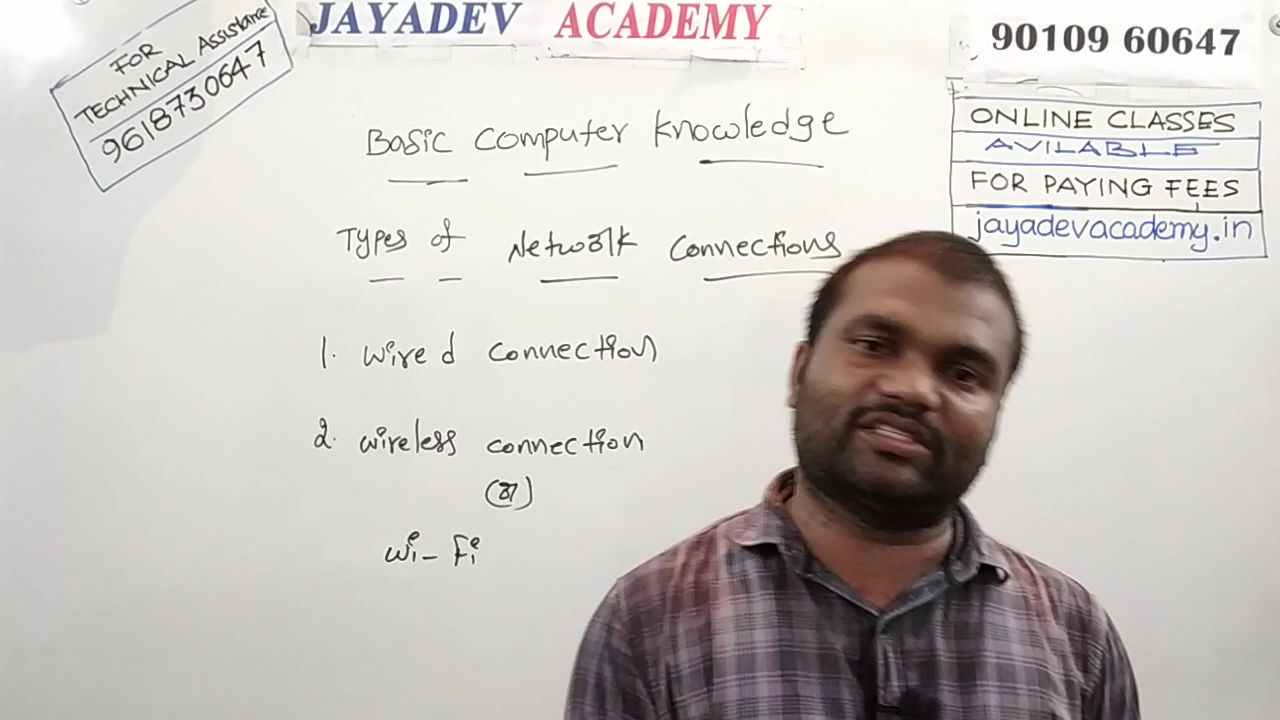 FOR
TECHNICAL Assistance
9618730647
JAYADEV ACADEMY
90109 60647
ONLINE CLASSES
AVILABLE
FOR PAYING FEES
jayadevacademy.in
Basic Computer Knowledge
Types of Network Connections
1. wired connection
2. wireless connection
(or)
Wi-Fi